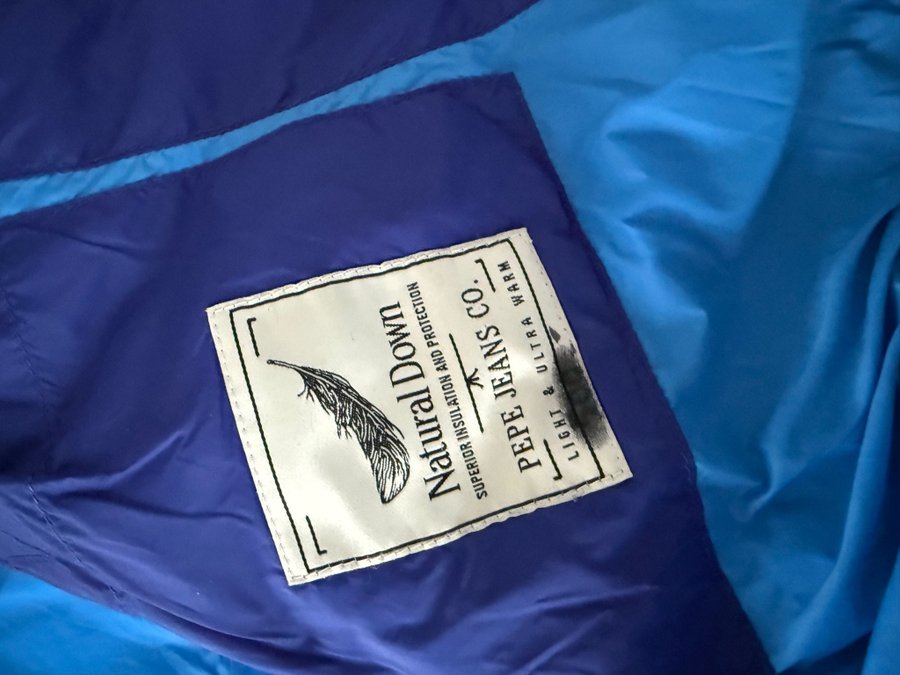 Natural Down
SUPERIOR INSULATION AND PROTECTION
PEPE JEANS CO.
LIGHT & ULTRA WARM